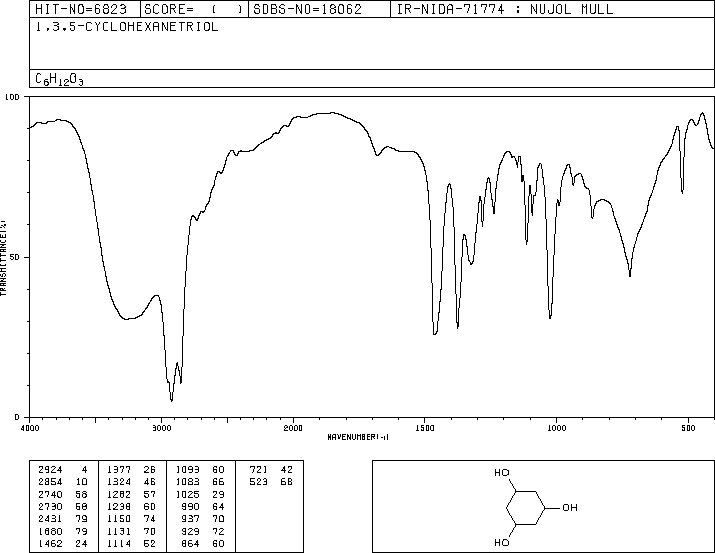 HIT-NO=6823 SCORE= ( ) SDBS-NO=18062 IR-NIDA-71774 : NUJOL MULL
1,3,5-CYCLOHEXANETRIOL
C6H12O3
100
50
0
TRANSMITTANCE(%)
4000 3000 2000 1500 1000 500
WAVENUMBER(-1)
2924 4 1377 26 1093 60 721 42
2854 10 1324 46 1083 66 523 68
2740 58 1282 57 1025 29
2730 60 1238 60 990 64
2431 79 1150 74 937 70
1680 79 1131 70 929 72
1462 24 1114 52 864 60
HO
OH
HO